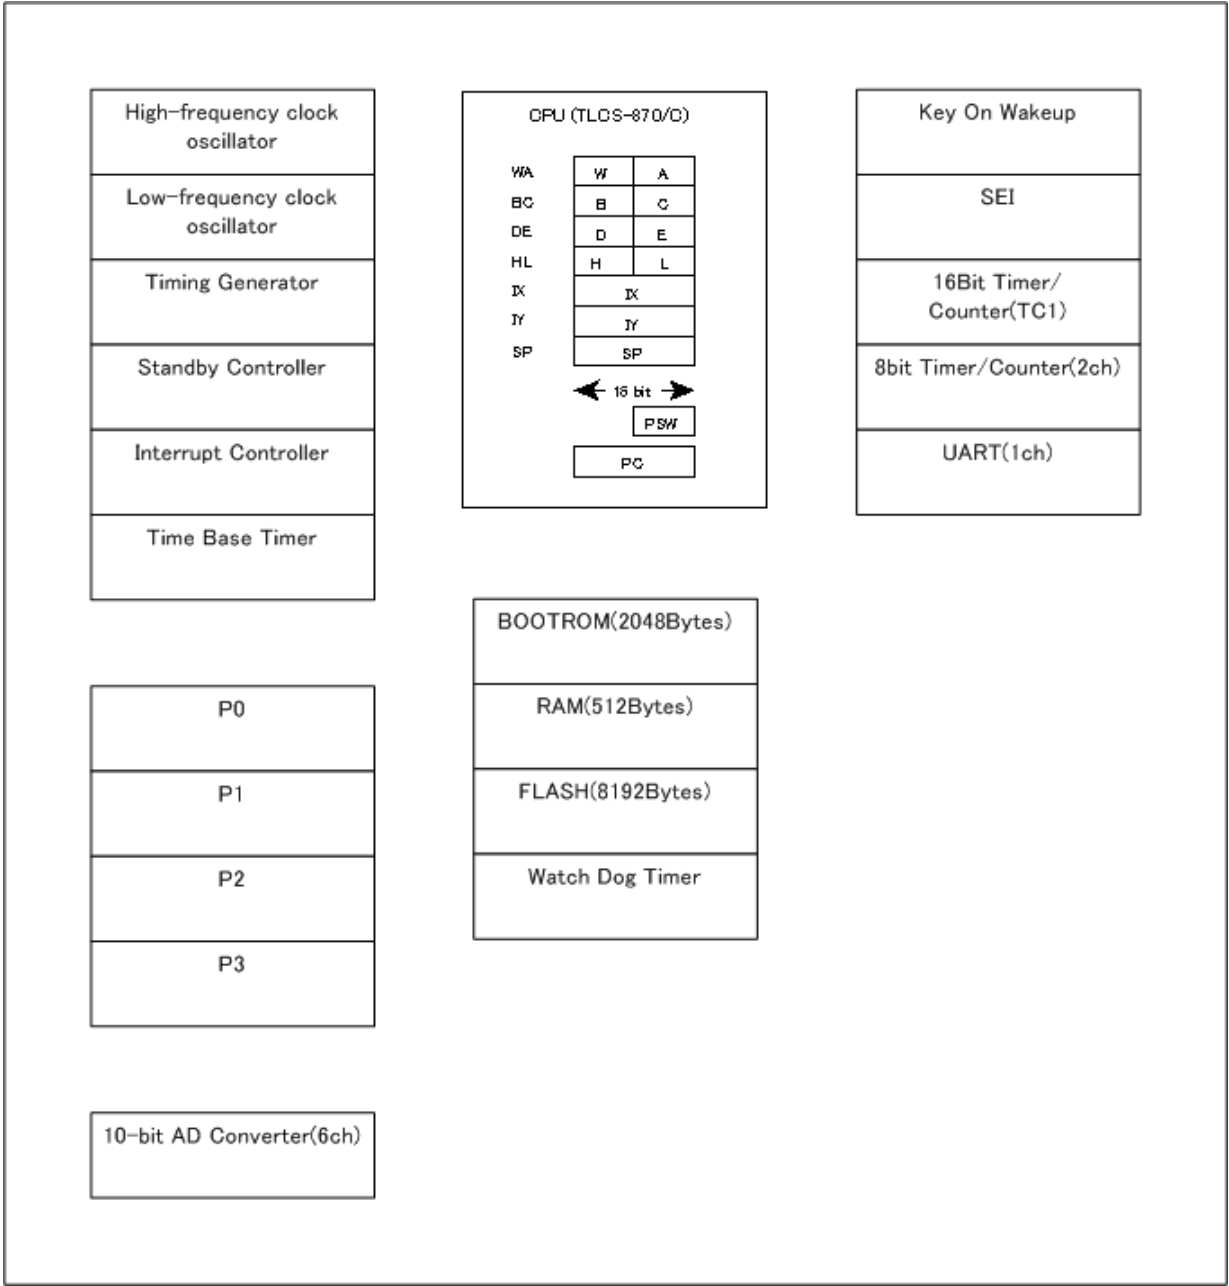 High-frequency clock
oscillator
Low-frequency clock
oscillator
Timing Generator
Standby Controller
Interrupt Controller
Time Base Timer
P0
P1
P2
P3
10-bit AD Converter(6ch)
CPU (TLCS-870/C)
WA W A
BC B C
DE D E
HL H L
IX IX
IY IY
SP SP
16 bit
PSW
PC
BOOTROM(2048Bytes)
RAM(512Bytes)
FLASH(8192Bytes)
Watch Dog Timer
Key On Wakeup
SEI
16Bit Timer/
Counter(TC1)
8bit Timer/Counter(2ch)
UART(1ch)